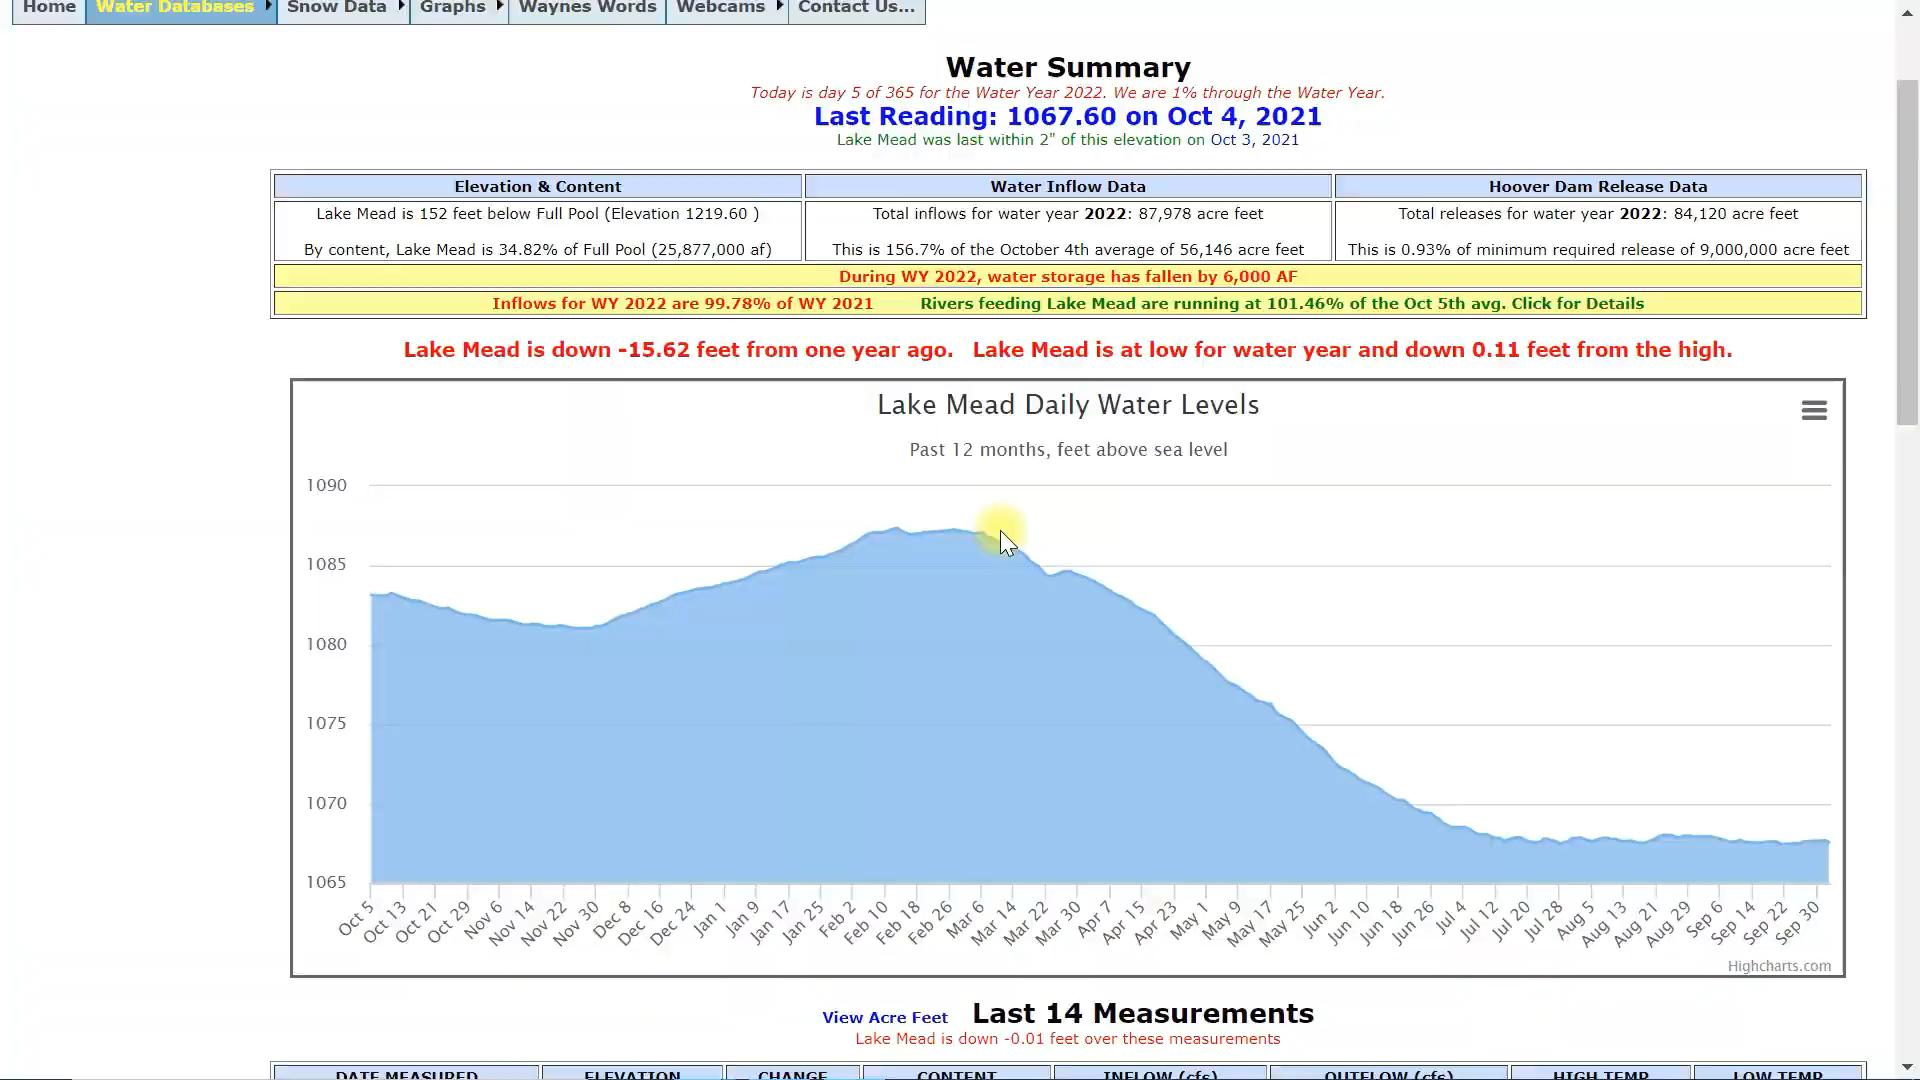 Home Water Databases Snow Data Graphs Waynes Words Webcams Contact Us...
Water Summary
Today is day 5 of 365 for the Water Year 2022. We are 1% through the Water Year.
Last Reading: 1067.60 on Oct 4, 2021
Lake Mead was last within 2" of this elevation on Oct 3, 2021
Elevation & Content Water Inflow Data Hoover Dam Release Data
Lake Mead is 152 feet below Full Pool (Elevation 1219.60 ) Total inflows for water year 2022: 87,978 acre feet Total releases for water year 2022: 84,120 acre feet
By content, Lake Mead is 34.82% of Full Pool (25,877,000 af) This is 156.7% of the October 4th average of 56,146 acre feet This is 0.93% of minimum required release of 9,000,000 acre feet
During WY 2022, water storage has fallen by 6,000 AF
Inflows for WY 2022 are 99.78% of WY 2021 Rivers feeding Lake Mead are running at 101.46% of the Oct 5th avg. Click for Details
Lake Mead is down -15.62 feet from one year ago. Lake Mead is at low for water year and down 0.11 feet from the high.
Lake Mead Daily Water Levels
Past 12 months, feet above sea level
1090
1085
1080
1075
1070
1065
Oct 5 Oct 13 Oct 21 Oct 29 Nov 6 Nov 14 Nov 22 Nov 30 Dec 8 Dec 16 Dec 24 Jan 1 Jan 9 Jan 17 Jan 25 Feb 2 Feb 10 Feb 18 Feb 26 Mar 6 Mar 14 Mar 22 Mar 30 Apr 7 Apr 15 Apr 23 May 1 May 9 May 17 May 25 Jun 2 Jun 10 Jun 18 Jun 26 Jul 4 Jul 12 Jul 20 Jul 28 Aug 5 Aug 13 Aug 21 Aug 29 Sep 6 Sep 14 Sep 22 Sep 30
Highcharts.com
View Acre Feet Last 14 Measurements
Lake Mead is down -0.01 feet over these measurements
DATE MEASURED ELEVATION CHANGE CONTENT INFLOW (cfs) OUTFLOW (cfs) HIGH TEMP LOW TEMP